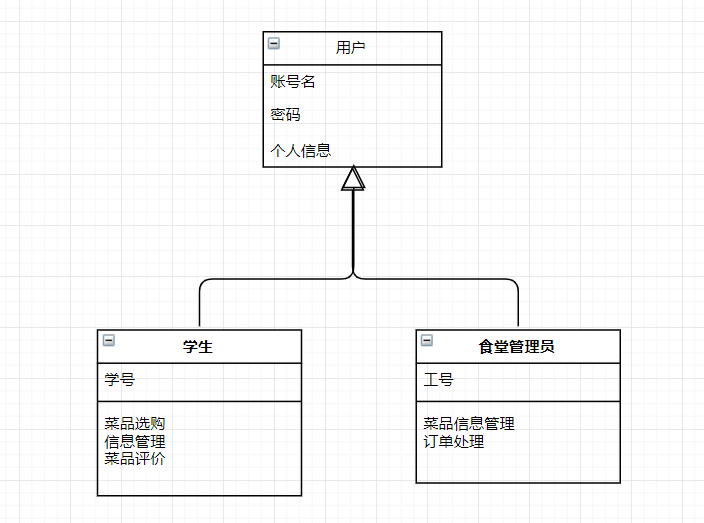 用户
账号名
密码
个人信息
学生
学号
菜品选购
信息管理
菜品评价
食堂管理员
工号
菜品信息管理
订单处理